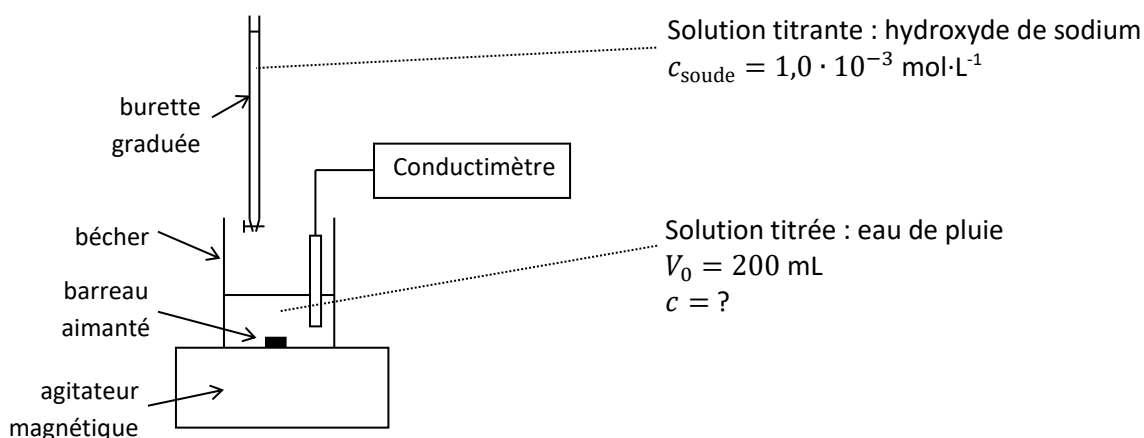 Solution titrante : hydroxyde de sodium
c_soude = 1,0 · 10⁻³ mol·L⁻¹
burette
graduée
Conductimètre
bécher
Solution titrée : eau de pluie
V₀ = 200 mL
c = ?
barreau
aimanté
agitateur
magnétique